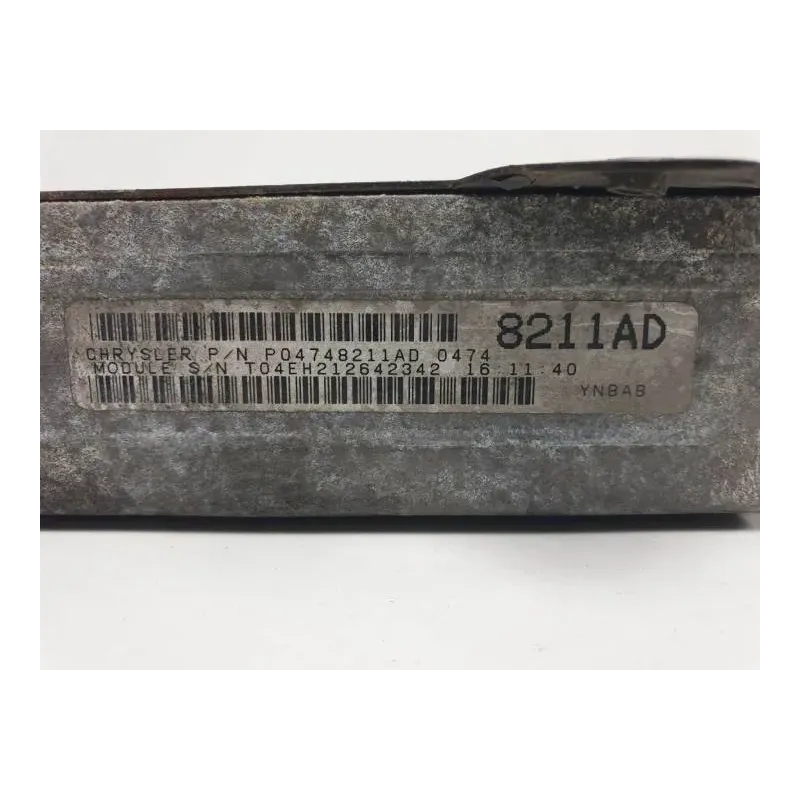 8211AD
CHRYSLER P/N P04748211AD 0474
MODULE S/N T04EH212642342 16:11:40
YNBAB